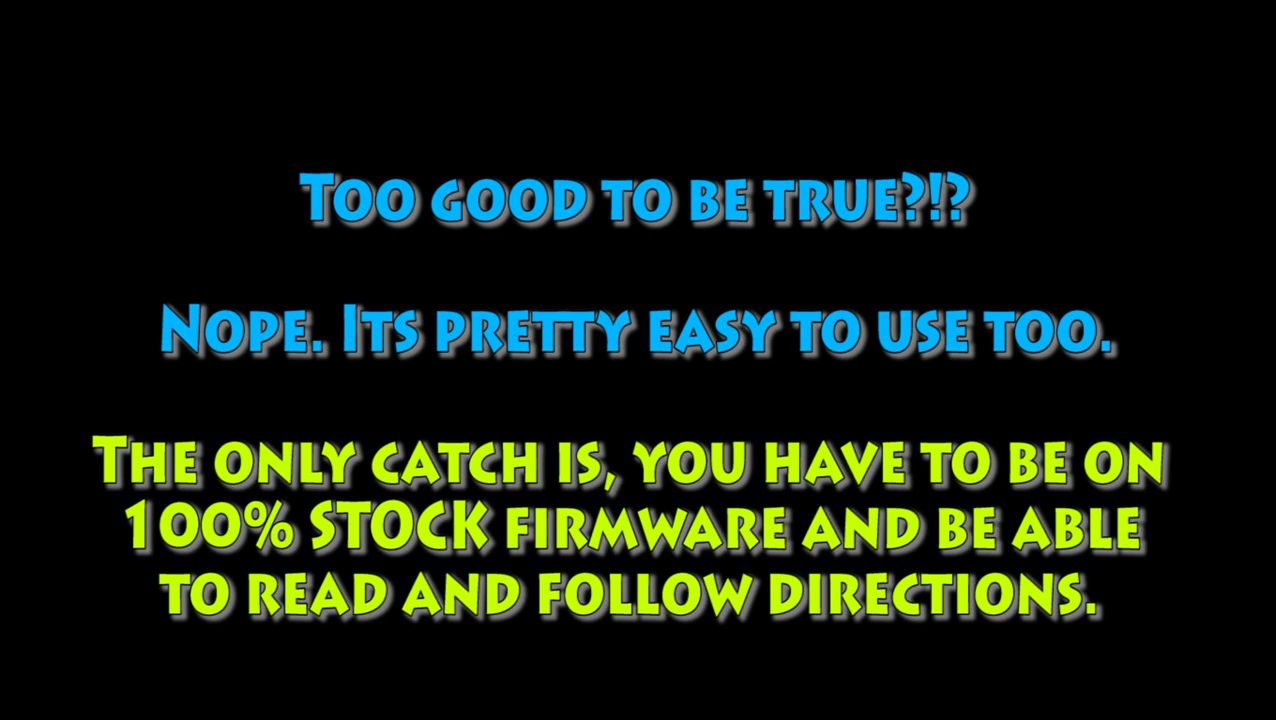 Too good to be true?!?
Nope. Its pretty easy to use too.
The only catch is, you have to be on
100% STOCK firmware and be able
to read and follow directions.